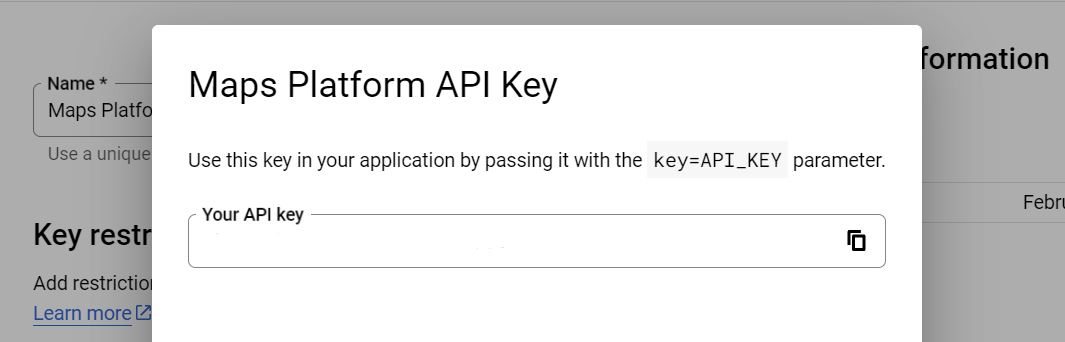 formation
Maps Platform API Key
Name *
Maps Platfo
Use a unique
Use this key in your application by passing it with the key=API_KEY parameter.
Febru
Your API key
Key restr
Add restriction
Learn more